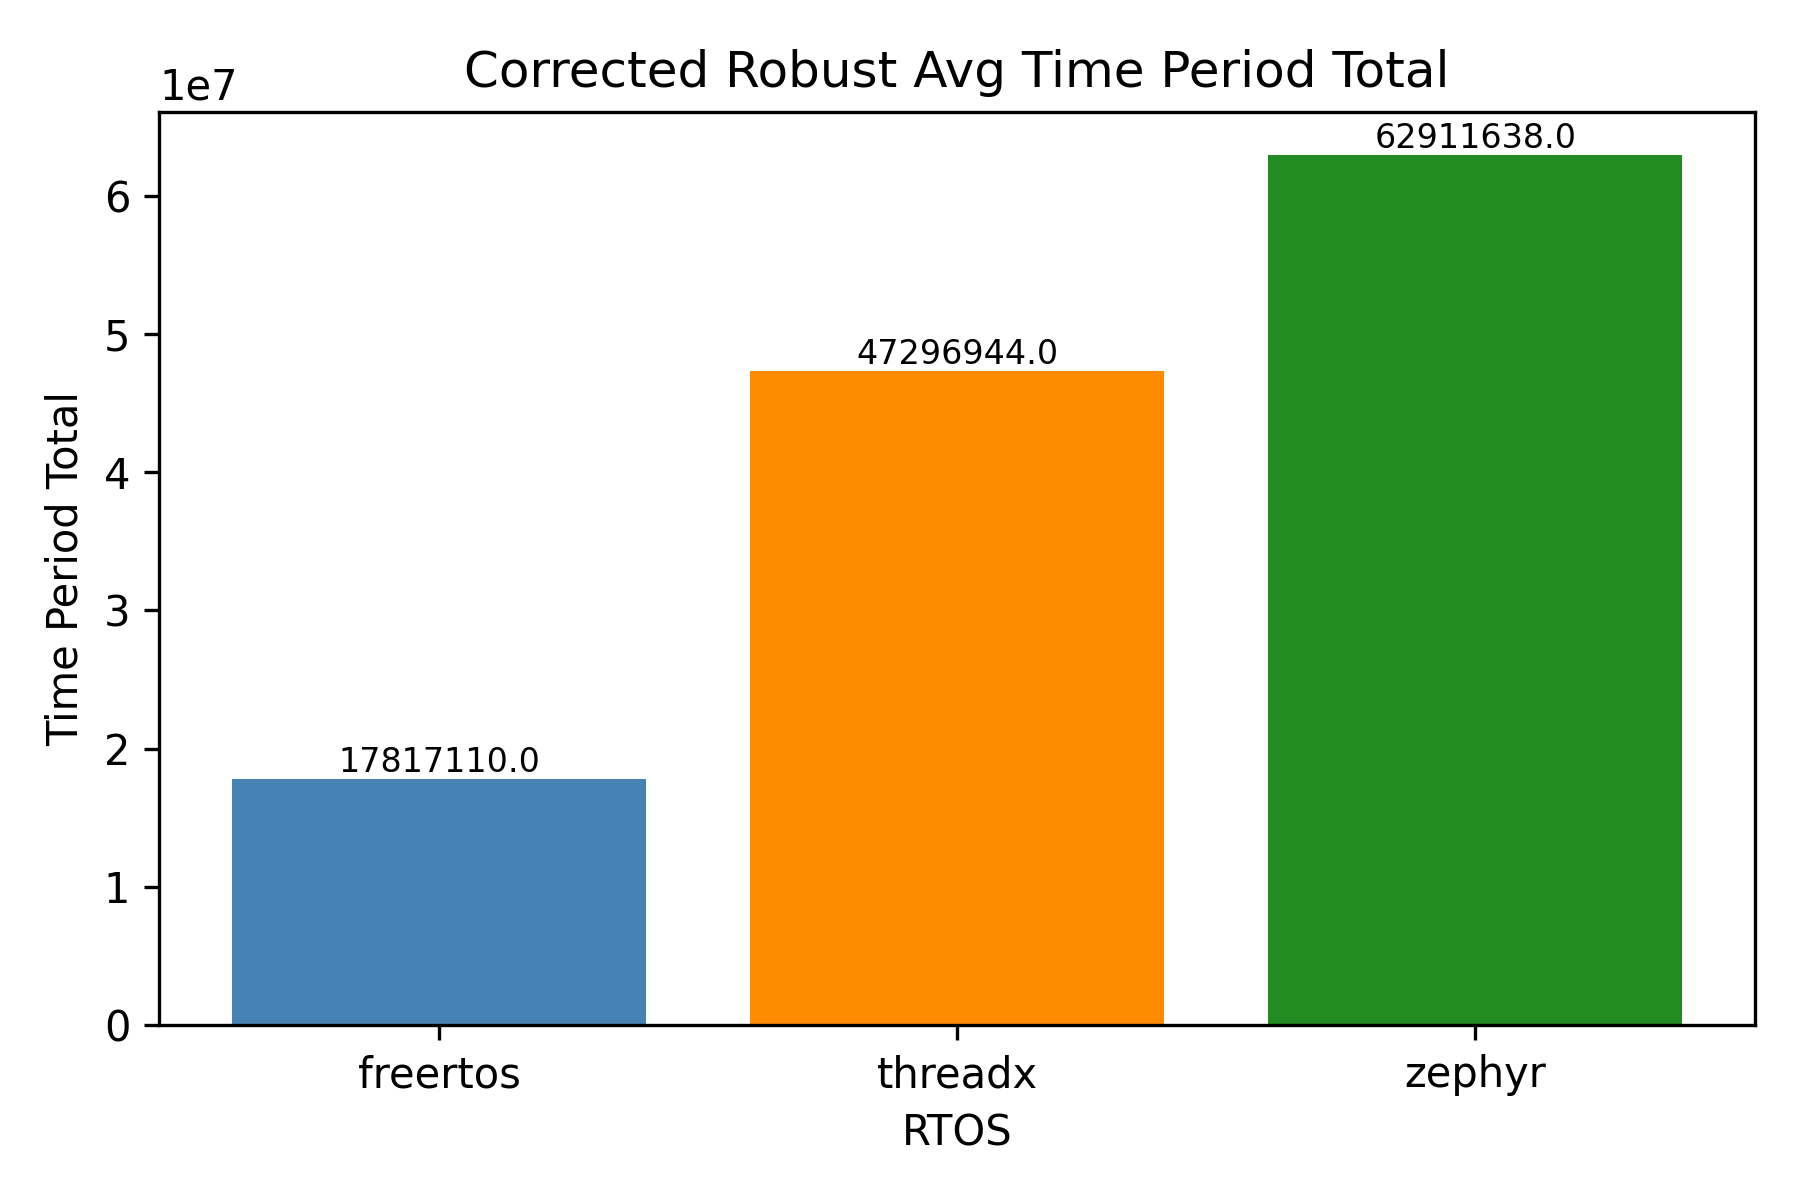 Corrected Robust Avg Time Period Total
1e7
62911638.0
47296944.0
17817110.0
6
5
4
3
2
1
0
Time Period Total
freertos
threadx
zephyr
RTOS